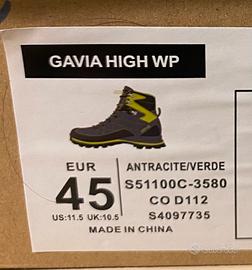 GAVIA HIGH WP
EUR
45
US:11.5 UK:10.5
ANTRACITE/VERDE
S51100C-3580
CO D112
S4097735
MADE IN CHINA
subito